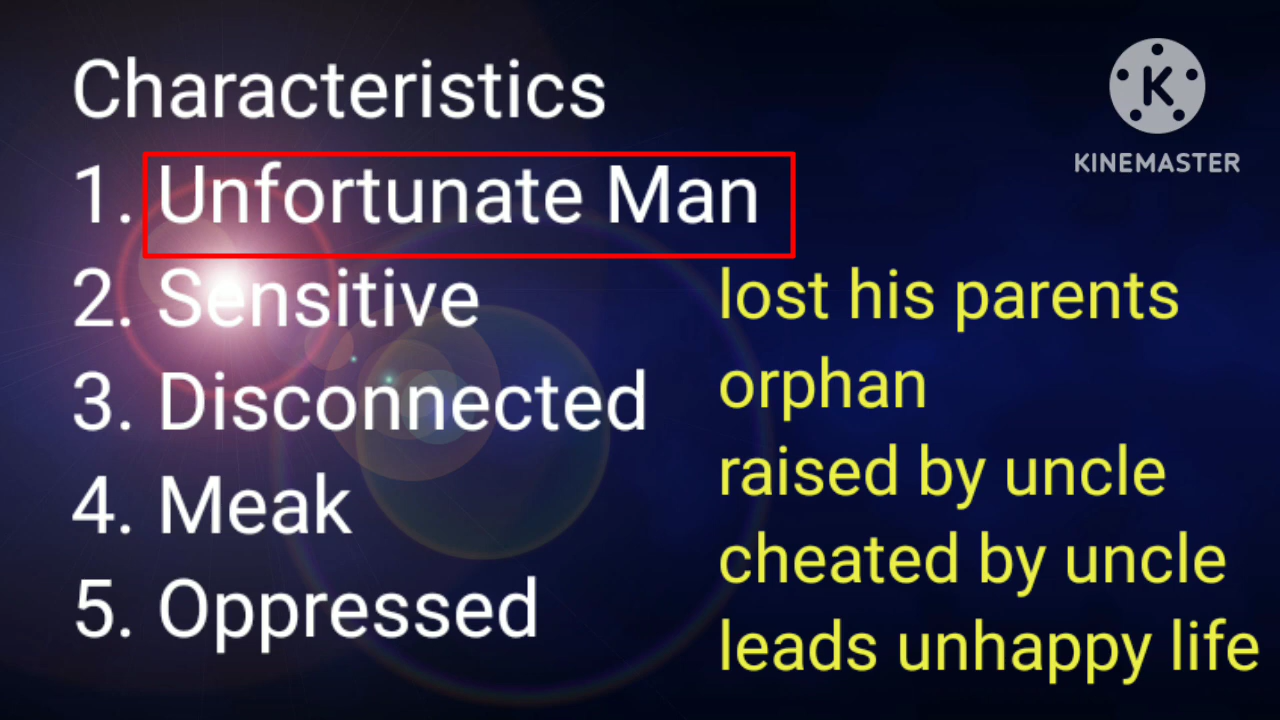 Characteristics
1. Unfortunate Man
2. Sensitive
3. Disconnected
4. Meak
5. Oppressed
lost his parents
orphan
raised by uncle
cheated by uncle
leads unhappy life
K
KINEMASTER